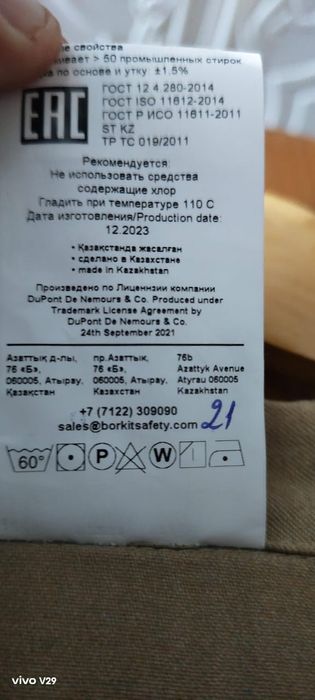 свойства
> 50 промышленных стирок
по основе и утку: ±1,5%
EAC
ГОСТ 12.4.280-2014
ГОСТ ISO 11612-2014
ГОСТ Р ИСО 11611-2011
ST KZ
ТР ТС 019/2011
Рекомендуется:
Не использовать средства
содержащие хлор
Гладить при температуре 110 С
Дата изготовления/Production date:
12.2023
• Қазақстанда жасалған
• сделано в Казахстане
• made in Kazakhstan
Произведено по Лицензии компании
DuPont De Nemours & Co. Produced under
Trademark License Agreement by
DuPont De Nemours & Co.
24th September 2021
Азаттық д-лы, пр.Азаттык, 76b
76 «Б», 76 «Б», Azattyk Avenue
060005, Атырау, 060005, Атырау, Atyrau 060005
Қазақстан Казахстан Kazakhstan
+7 (7122) 309090
sales@borkitsafety.com 21
60° P W
vivo V29